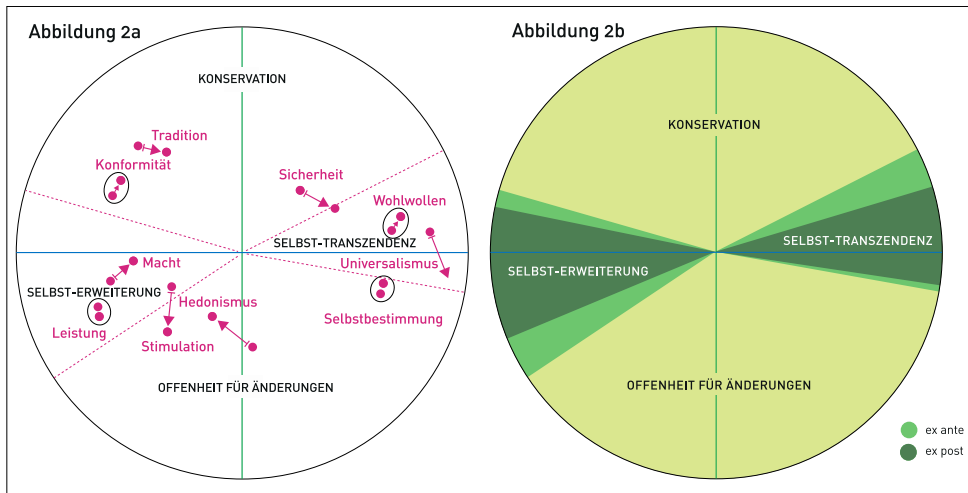 Abbildung 2a
KONSERVATION
Tradition
Konformität
Sicherheit
Wohlwollen
SELBST-TRANSZENDENZ
Macht
Universalismus
SELBST-ERWEITERUNG
Hedonismus
Leistung
Stimulation
Selbstbestimmung
OFFENHEIT FÜR ÄNDERUNGEN
Abbildung 2b
KONSERVATION
SELBST-TRANSZENDENZ
SELBST-ERWEITERUNG
OFFENHEIT FÜR ÄNDERUNGEN
ex ante
ex post